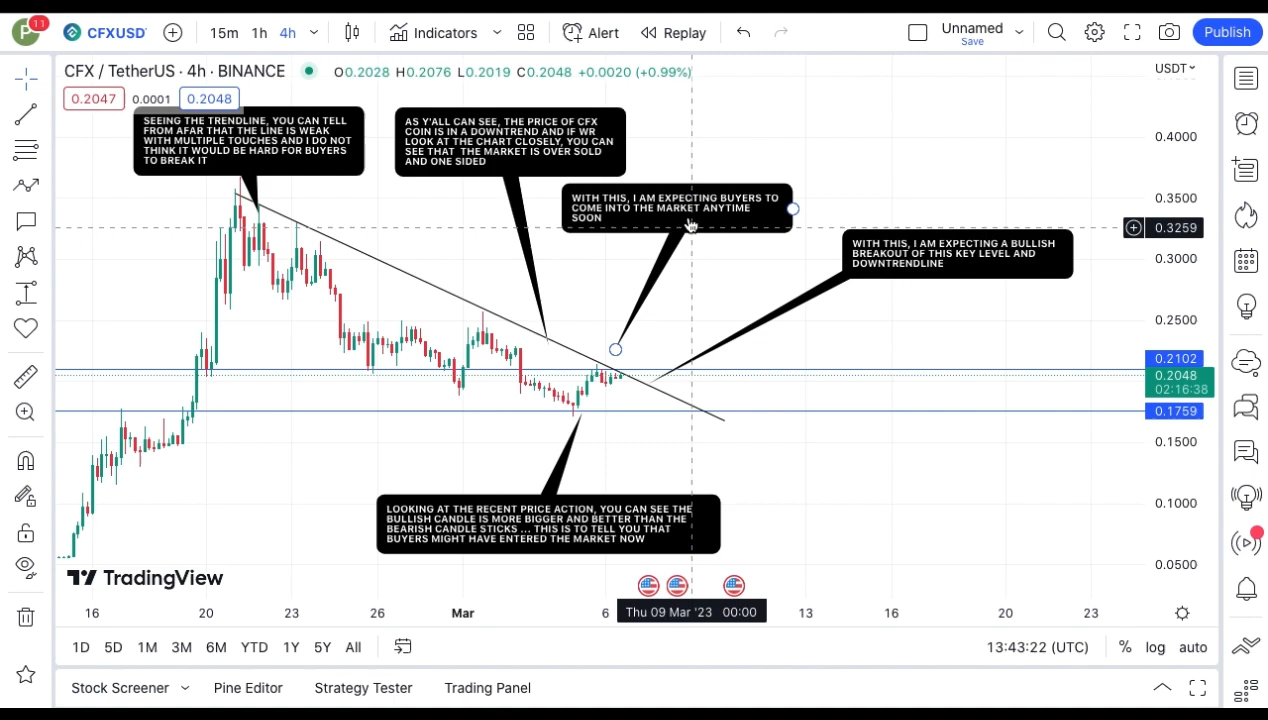 P
11
CFXUSD
15m 1h 4h
Indicators
Alert
Replay
Unnamed
Save
Publish
CFX / TetherUS · 4h · BINANCE
O0.2028 H0.2076 L0.2019 C0.2048 +0.0020 (+0.99%)
USDT
0.2047
0.0001
0.2048
SEEING THE TRENDLINE, YOU CAN TELL
FROM AFAR THAT THE LINE IS WEAK
WITH MULTIPLE TOUCHES AND I DO NOT
THINK IT WOULD BE HARD FOR BUYERS
TO BREAK IT
AS Y'ALL CAN SEE, THE PRICE OF CFX
COIN IS IN A DOWNTREND AND IF WR
LOOK AT THE CHART CLOSELY, YOU CAN
SEE THAT THE MARKET IS OVER SOLD
AND ONE SIDED
WITH THIS, I AM EXPECTING BUYERS TO
COME INTO THE MARKET ANYTIME
SOON
WITH THIS, I AM EXPECTING A BULLISH
BREAKOUT OF THIS KEY LEVEL AND
DOWNTRENDLINE
0.4000
0.3500
0.3259
0.3000
0.2500
0.2102
0.2048
02:16:38
0.1759
0.1500
0.1000
0.0500
LOOKING AT THE RECENT PRICE ACTION, YOU CAN SEE THE
BULLISH CANDLE IS MORE BIGGER AND BETTER THAN THE
BEARISH CANDLE STICKS ... THIS IS TO TELL YOU THAT
BUYERS MIGHT HAVE ENTERED THE MARKET NOW
TradingView
16 20 23 26 Mar 6 Thu 09 Mar '23 00:00 13 16 20 23
1D 5D 1M 3M 6M YTD 1Y 5Y All
13:43:22 (UTC)
% log auto
Stock Screener
Pine Editor
Strategy Tester
Trading Panel